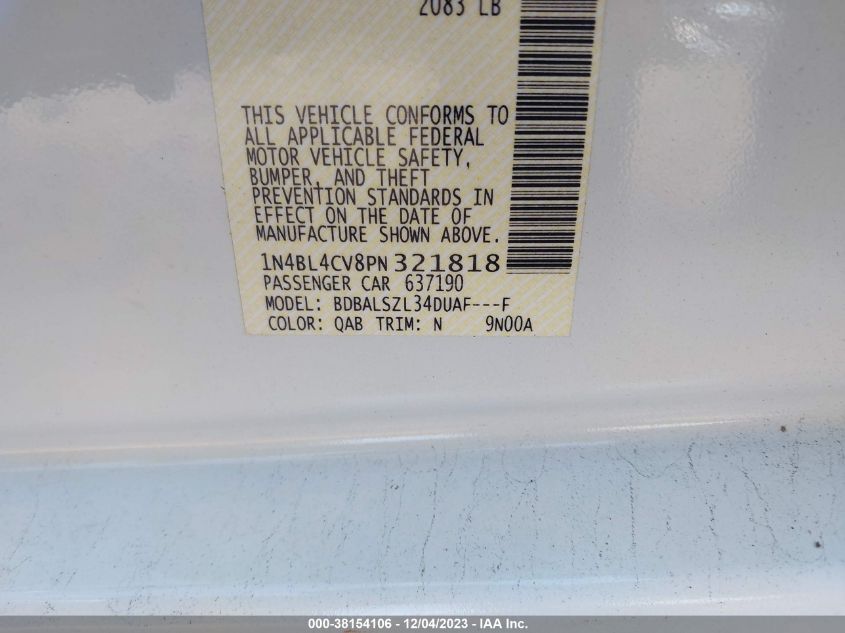 2083 LB
THIS VEHICLE CONFORMS TO
ALL APPLICABLE FEDERAL
MOTOR VEHICLE SAFETY,
BUMPER, AND THEFT
PREVENTION STANDARDS IN
EFFECT ON THE DATE OF
MANUFACTURE SHOWN ABOVE.
1N4BL4CV8PN 321818
PASSENGER CAR 637190
MODEL: BDBALSZL34DUAF---F
COLOR: QAB TRIM: N 9N00A
000-38154106 - 12/04/2023 - IAA Inc.